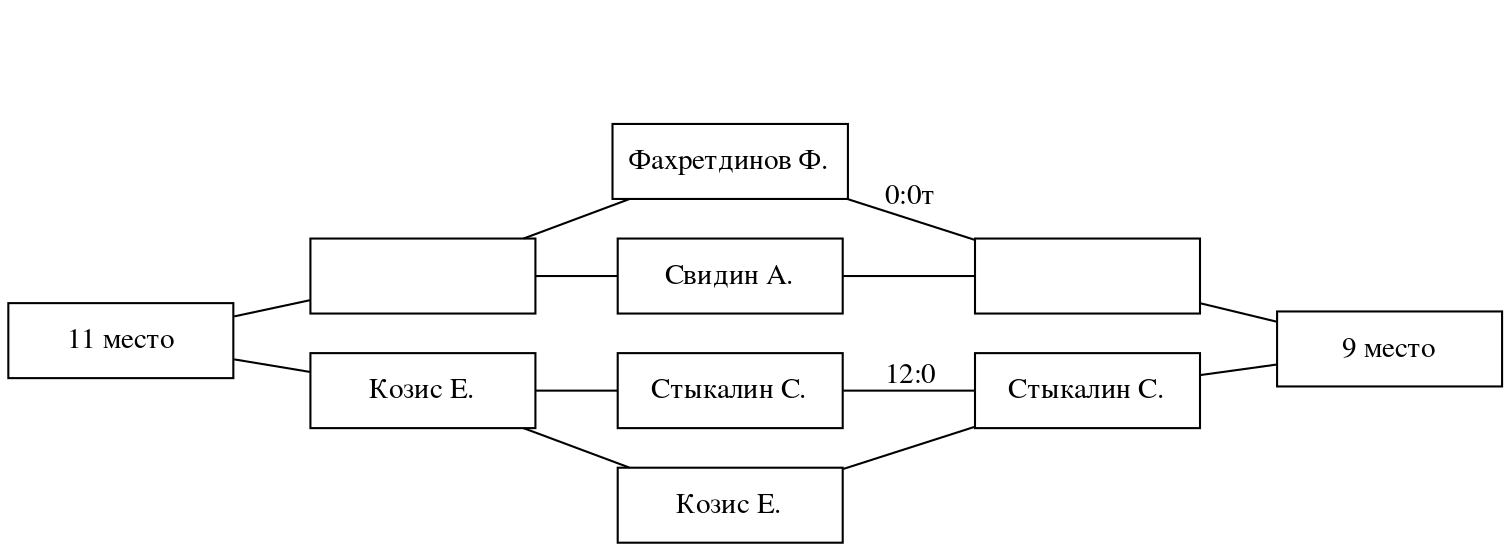 Фахретдинов Ф.
0:0т
Свидин А.
11 место
9 место
Козис Е.
Стыкалин С.
12:0
Стыкалин С.
Козис Е.